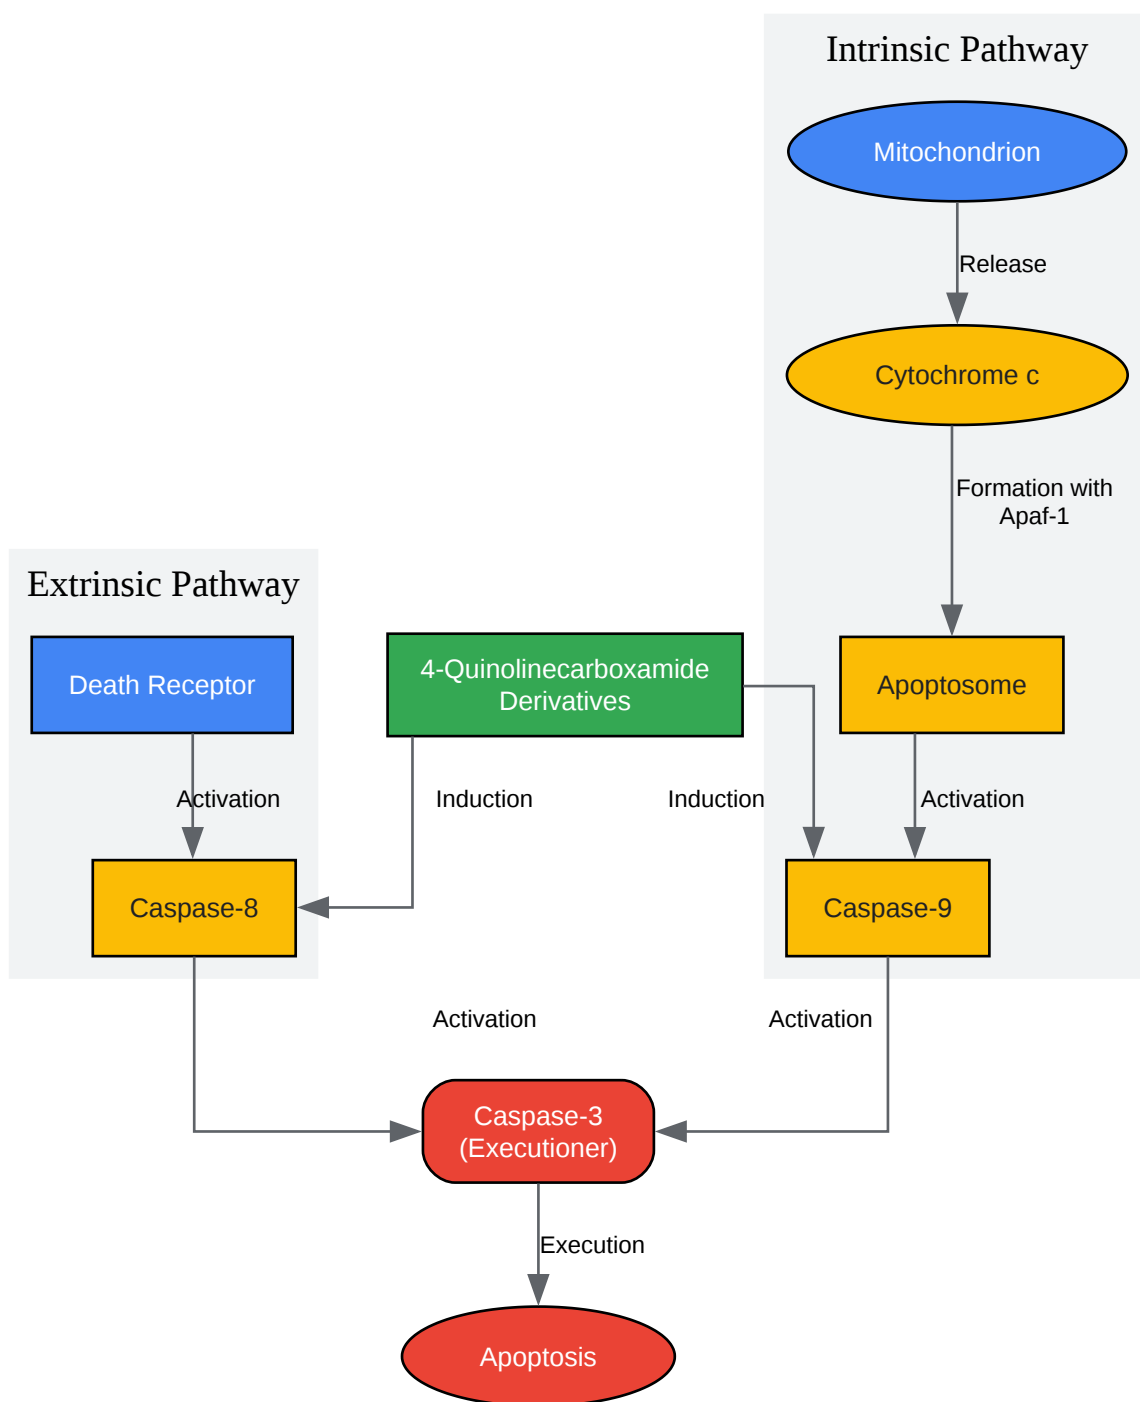 Intrinsic Pathway
Mitochondrion
Release
Cytochrome c
Formation with
Apaf-1
Extrinsic Pathway
Death Receptor
4-Quinolinecarboxamide
Derivatives
Apoptosome
Activation
Induction
Induction
Activation
Caspase-8
Caspase-9
Activation
Activation
Caspase-3
(Executioner)
Execution
Apoptosis